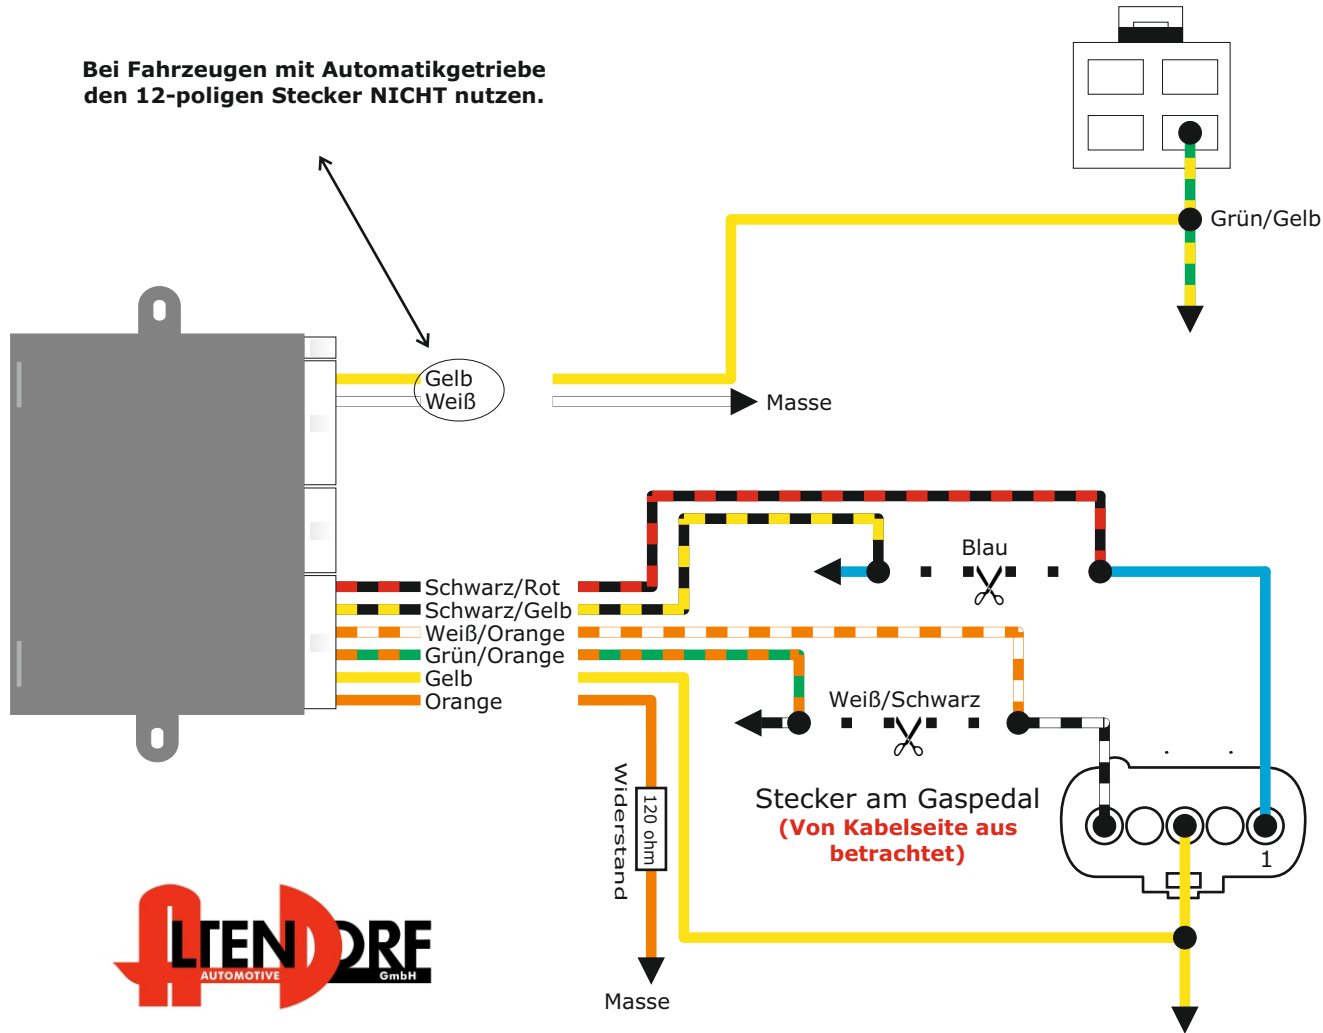 Bei Fahrzeugen mit Automatikgetriebe
den 12-poligen Stecker NICHT nutzen.
Grün/Gelb
Gelb
Weiß
Masse
Blau
Schwarz/Rot
Schwarz/Gelb
Weiß/Orange
Grün/Orange
Gelb
Orange
Weiß/Schwarz
Widerstand
120 ohm
Stecker am Gaspedal
(Von Kabelseite aus
betrachtet)
1
ALTENDORF
AUTOMOTIVE
GmbH
Masse